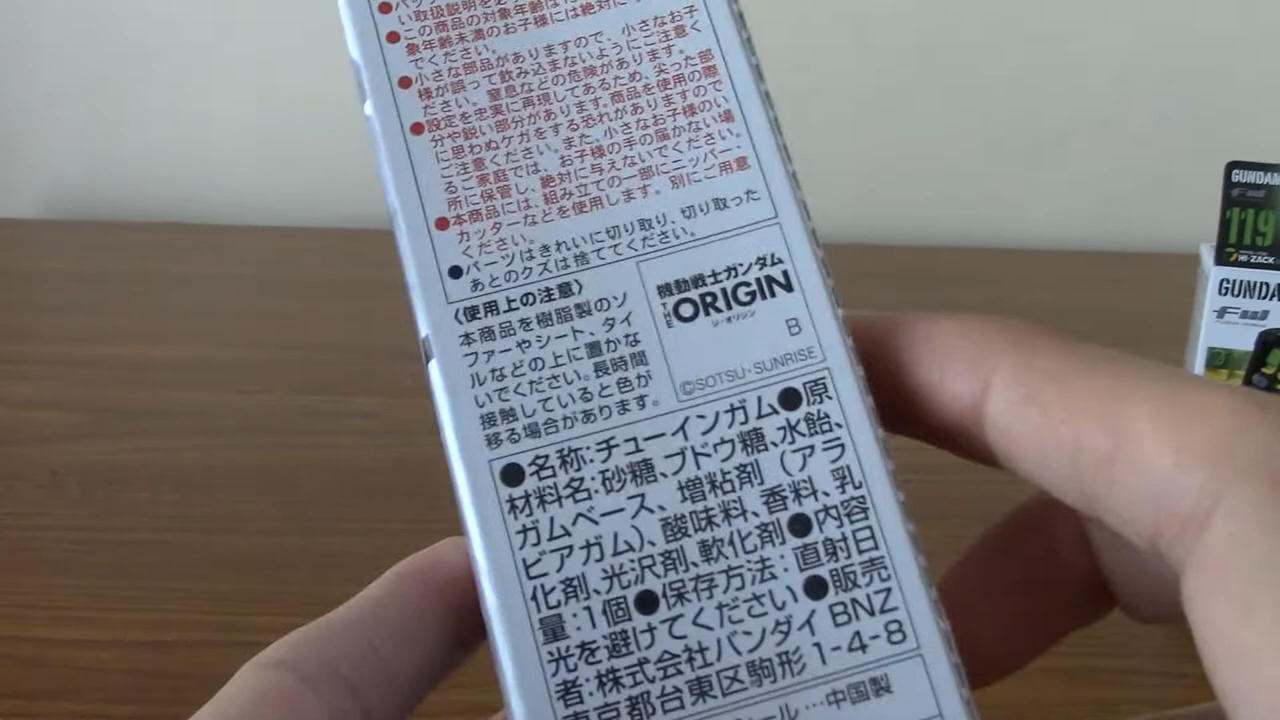 い取扱説明を必
●この商品の対象年齢は
象年齢未満のお子様には絶対に
でください。
●小さな部品がありますので、小さなお子
様が誤って飲み込まないようにご注意く
ださい。窒息などの危険があります。
●設定を忠実に再現してあるため、尖った部
分や鋭い部分があります。商品を使用の際
に思わぬケガをする恐れがありますので
ご注意ください。また、小さなお子様のい
るご家庭では、お子様の手の届かない場
所に保管し、絶対に与えないでください。
●本商品には、組み立ての一部にニッパー、
カッターなどを使用します。別にご用意
ください。
●パーツはきれいに切り取り、切り取った
あとのクズは捨ててください。
〈使用上の注意〉
本商品を樹脂製のソ
ファーやシート、タイ
ルなどの上に置かな
いでください。長時間
接触していると色が
移る場合があります。
機動戦士ガンダム
THE ORIGIN
ジ・オリジン
B
©SOTSU・SUNRISE
●名称:チューインガム●原
材料名:砂糖、ブドウ糖、水飴、
ガムベース、増粘剤（アラ
ビアガム）、酸味料、香料、乳
化剤、光沢剤、軟化剤●内容
量:1個●保存方法:直射日
光を避けてください●販売
者:株式会社バンダイ BNZ
東京都台東区駒形1-4-8
ール…中国製
GUNDAM
119
HI-ZACK
GUNDA